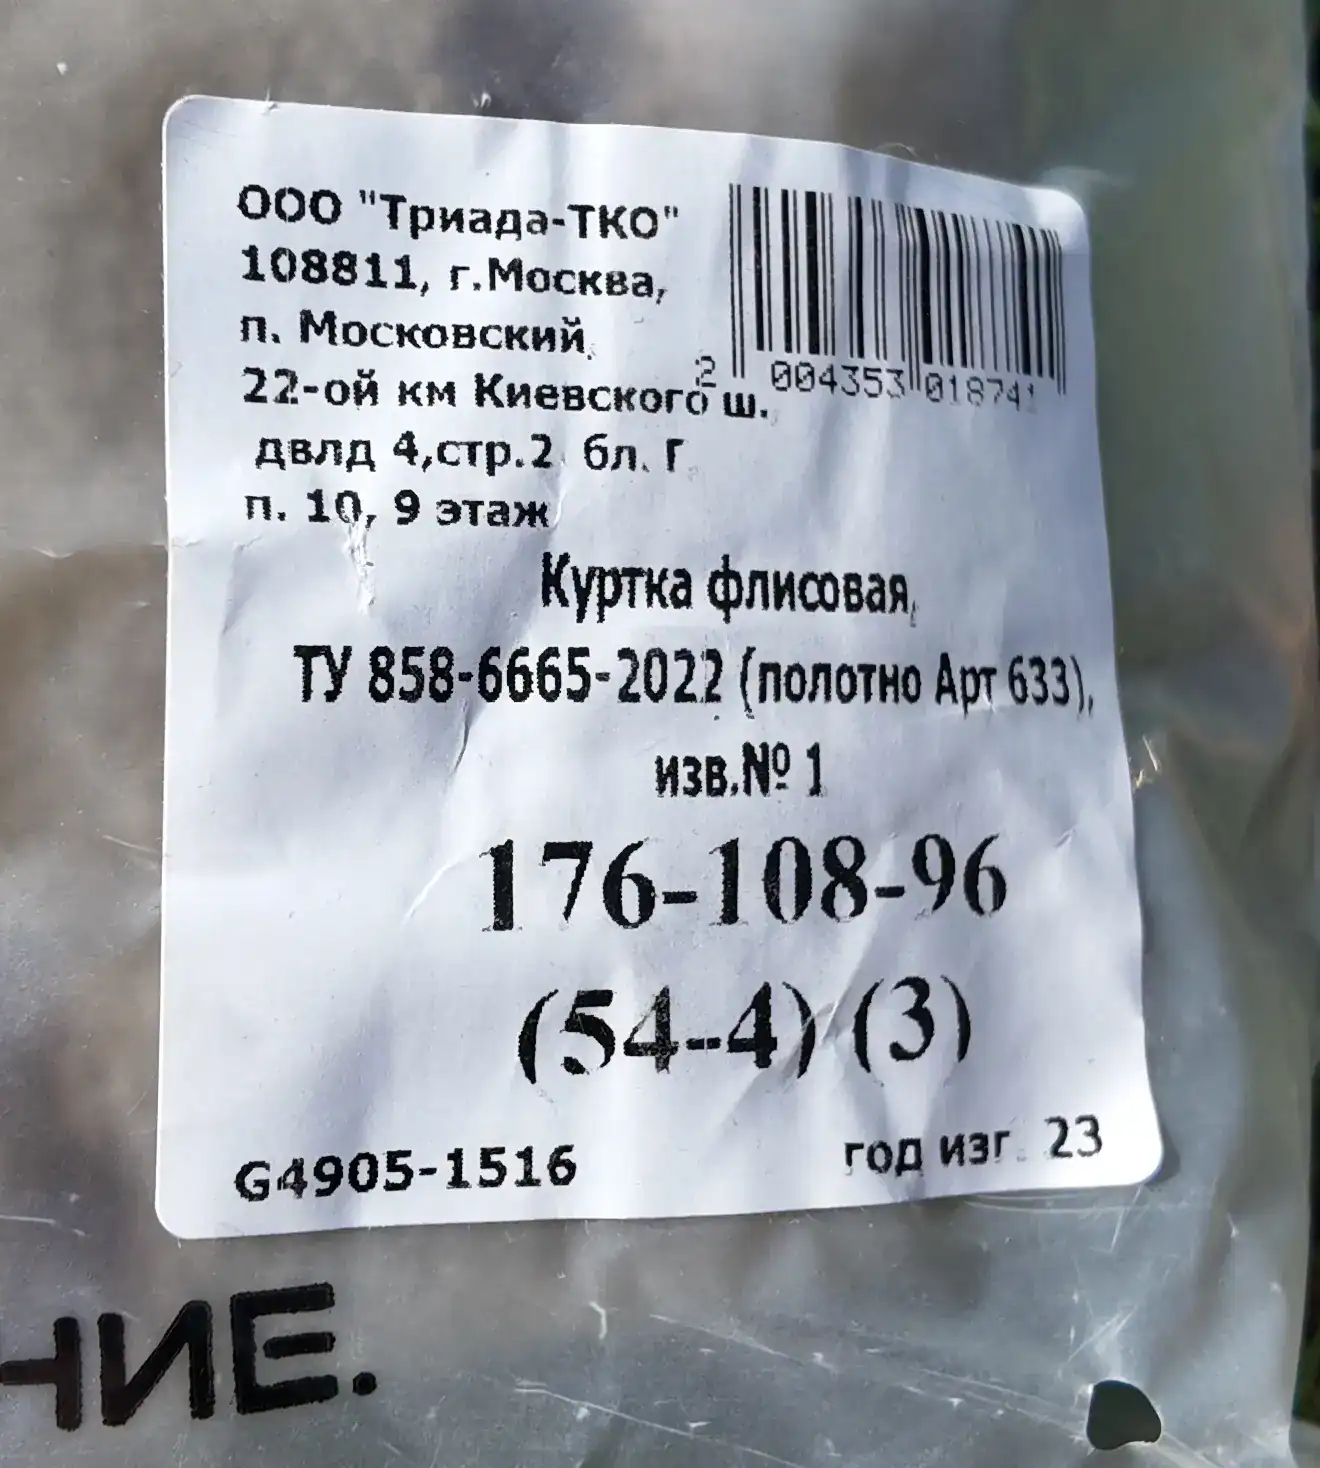 ООО "Триада-ТКО"
108811, г.Москва,
п. Московский,
22-ой км Киевского ш.
двлд 4,стр.2, бл. Г,
п. 10, 9 этаж
2 004353 018741
Куртка флисовая,
ТУ 858-6665-2022 (полотно Арт 633),
изв.№ 1
176-108-96
(54-4) (3)
G4905-1516
год изг. 23
НИЕ.